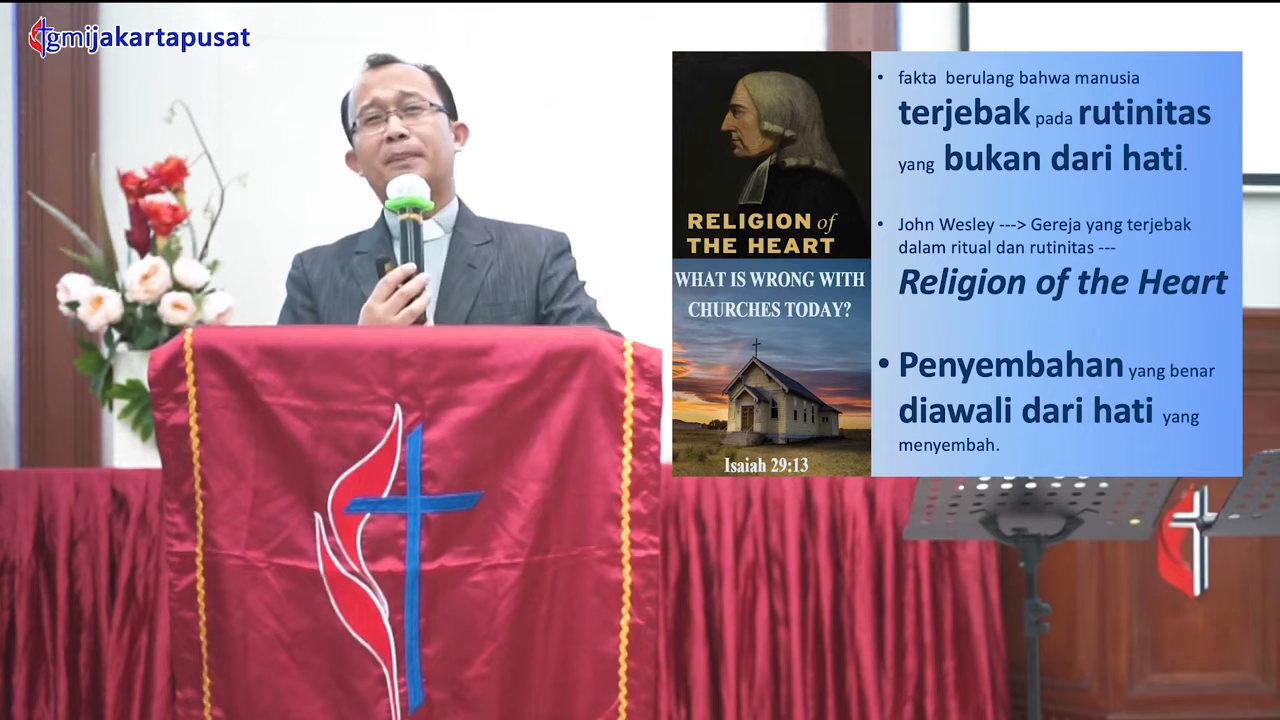 gmijakartapusat
RELIGION of
THE HEART
WHAT IS WRONG WITH
CHURCHES TODAY?
Isaiah 29:13
• fakta berulang bahwa manusia
terjebak pada rutinitas
yang bukan dari hati.
• John Wesley ---> Gereja yang terjebak
dalam ritual dan rutinitas ---
Religion of the Heart
• Penyembahan yang benar
diawali dari hati yang
menyembah.